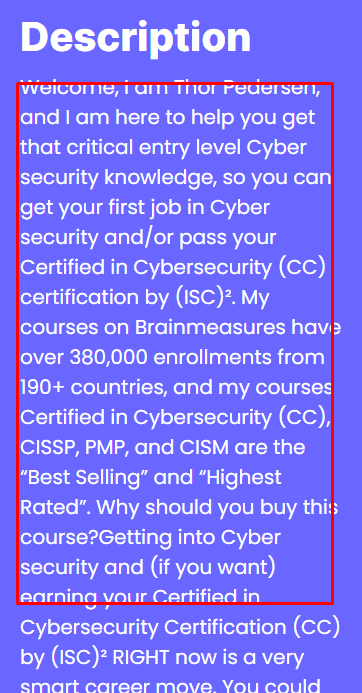 Description
Welcome, I am Thor Pedersen,
and I am here to help you get
that critical entry level Cyber
security knowledge, so you can
get your first job in Cyber
security and/or pass your
Certified in Cybersecurity (CC)
certification by (ISC)². My
courses on Brainmeasures have
over 380,000 enrollments from
190+ countries, and my courses
Certified in Cybersecurity (CC),
CISSP, PMP, and CISM are the
“Best Selling” and “Highest
Rated”. Why should you buy this
course?Getting into Cyber
security and (if you want)
earning your Certified in
Cybersecurity Certification (CC)
by (ISC)² RIGHT now is a very
smart career move. You could